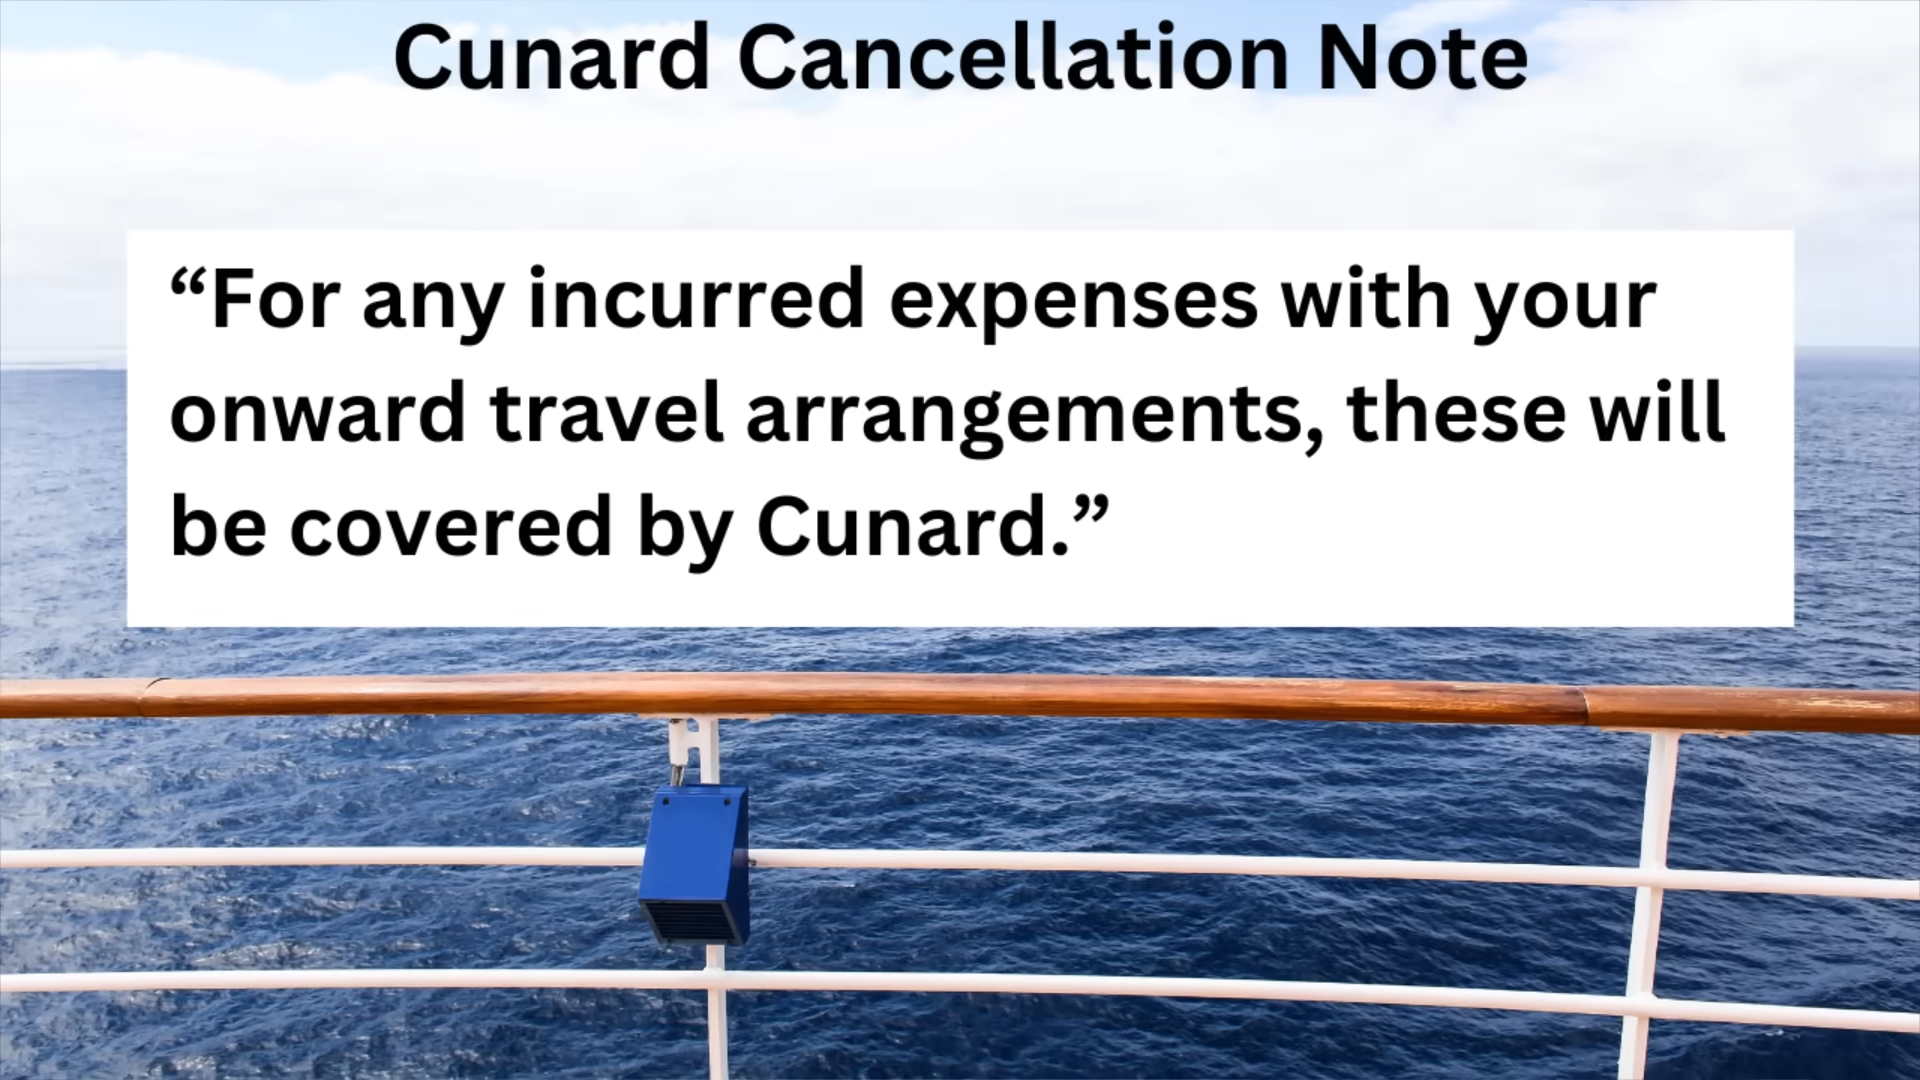 Cunard Cancellation Note
“For any incurred expenses with your
onward travel arrangements, these will
be covered by Cunard.”